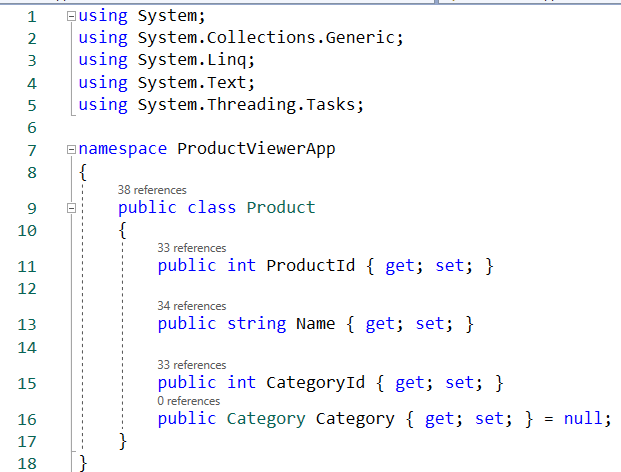 1 using System;
2 using System.Collections.Generic;
3 using System.Linq;
4 using System.Text;
5 using System.Threading.Tasks;
6
7 namespace ProductViewerApp
8 {
38 references
9 public class Product
10 {
33 references
11 public int ProductId { get; set; }
12
34 references
13 public string Name { get; set; }
14
33 references
15 public int CategoryId { get; set; }
0 references
16 public Category Category { get; set; } = null;
17 }
18 }